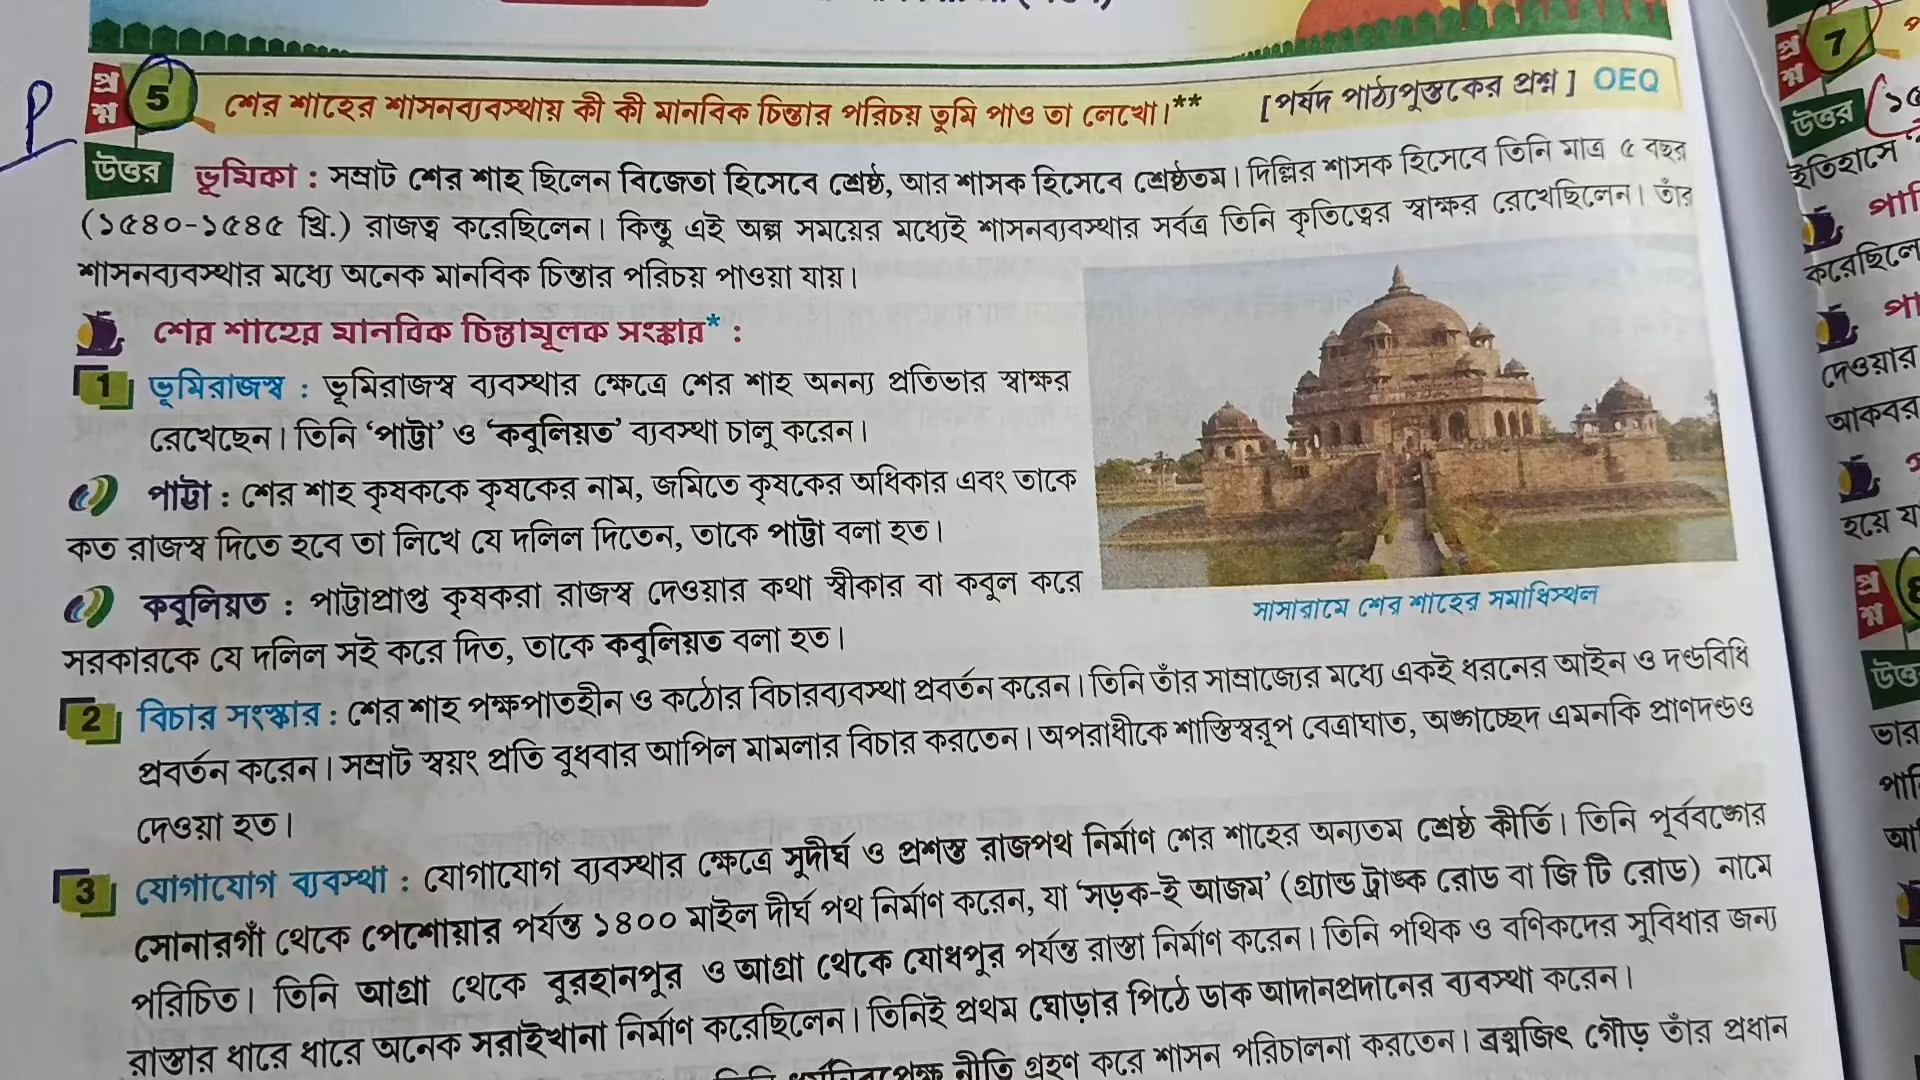 P
প্রশ্ন 5 শের শাহের শাসনব্যবস্থায় কী কী মানবিক চিন্তার পরিচয় তুমি পাও তা লেখো।** [পর্ষদ পাঠ্যপুস্তকের প্রশ্ন] OEQ
উত্তর ভূমিকা : সম্রাট শের শাহ ছিলেন বিজেতা হিসেবে শ্রেষ্ঠ, আর শাসক হিসেবে শ্রেষ্ঠতম। দিল্লির শাসক হিসেবে তিনি মাত্র ৫ বছর
(১৫৪০-১৫৪৫ খ্রি.) রাজত্ব করেছিলেন। কিন্তু এই অল্প সময়ের মধ্যেই শাসনব্যবস্থার সর্বত্র তিনি কৃতিত্বের স্বাক্ষর রেখেছিলেন। তাঁর
শাসনব্যবস্থার মধ্যে অনেক মানবিক চিন্তার পরিচয় পাওয়া যায়।
শের শাহের মানবিক চিন্তামূলক সংস্কার* :
1 ভূমিরাজস্ব : ভূমিরাজস্ব ব্যবস্থার ক্ষেত্রে শের শাহ অনন্য প্রতিভার স্বাক্ষর
রেখেছেন। তিনি ‘পাট্টা’ ও ‘কবুলিয়ত’ ব্যবস্থা চালু করেন।
পাট্টা : শের শাহ কৃষককে কৃষকের নাম, জমিতে কৃষকের অধিকার এবং তাকে
কত রাজস্ব দিতে হবে তা লিখে যে দলিল দিতেন, তাকে পাট্টা বলা হত।
কবুলিয়ত : পাট্টাপ্রাপ্ত কৃষকরা রাজস্ব দেওয়ার কথা স্বীকার বা কবুল করে
সরকারকে যে দলিল সই করে দিত, তাকে কবুলিয়ত বলা হত।
সাসারামে শের শাহের সমাধিস্থল
2 বিচার সংস্কার : শের শাহ পক্ষপাতহীন ও কঠোর বিচারব্যবস্থা প্রবর্তন করেন। তিনি তাঁর সাম্রাজ্যের মধ্যে একই ধরনের আইন ও দণ্ডবিধি
প্রবর্তন করেন। সম্রাট স্বয়ং প্রতি বুধবার আপিল মামলার বিচার করতেন। অপরাধীকে শাস্তিস্বরূপ বেত্রাঘাত, অঙ্গচ্ছেদ এমনকি প্রাণদণ্ডও
দেওয়া হত।
3 যোগাযোগ ব্যবস্থা : যোগাযোগ ব্যবস্থার ক্ষেত্রে সুদীর্ঘ ও প্রশস্ত রাজপথ নির্মাণ শের শাহের অন্যতম শ্রেষ্ঠ কীর্তি। তিনি পূর্ববঙ্গের
সোনারগাঁ থেকে পেশোয়ার পর্যন্ত ১৪০০ মাইল দীর্ঘ পথ নির্মাণ করেন, যা ‘সড়ক-ই আজম’ (গ্র্যান্ড ট্রাঙ্ক রোড বা জি টি রোড) নামে
পরিচিত। তিনি আগ্রা থেকে বুরহানপুর ও আগ্রা থেকে যোধপুর পর্যন্ত রাস্তা নির্মাণ করেন। তিনি পথিক ও বণিকদের সুবিধার জন্য
রাস্তার ধারে ধারে অনেক সরাইখানা নির্মাণ করেছিলেন। তিনিই প্রথম ঘোড়ার পিঠে ডাক আদানপ্রদানের ব্যবস্থা করেন।
ধর্মনিরপেক্ষ নীতি গ্রহণ করে শাসন পরিচালনা করতেন। ব্রহ্মজিৎ গৌড় তাঁর প্রধান
প্রশ্ন 7
উত্তর
ইতিহাসে
করেছিলে
দেওয়ার
আকবর
হয়ে
প্রশ্ন